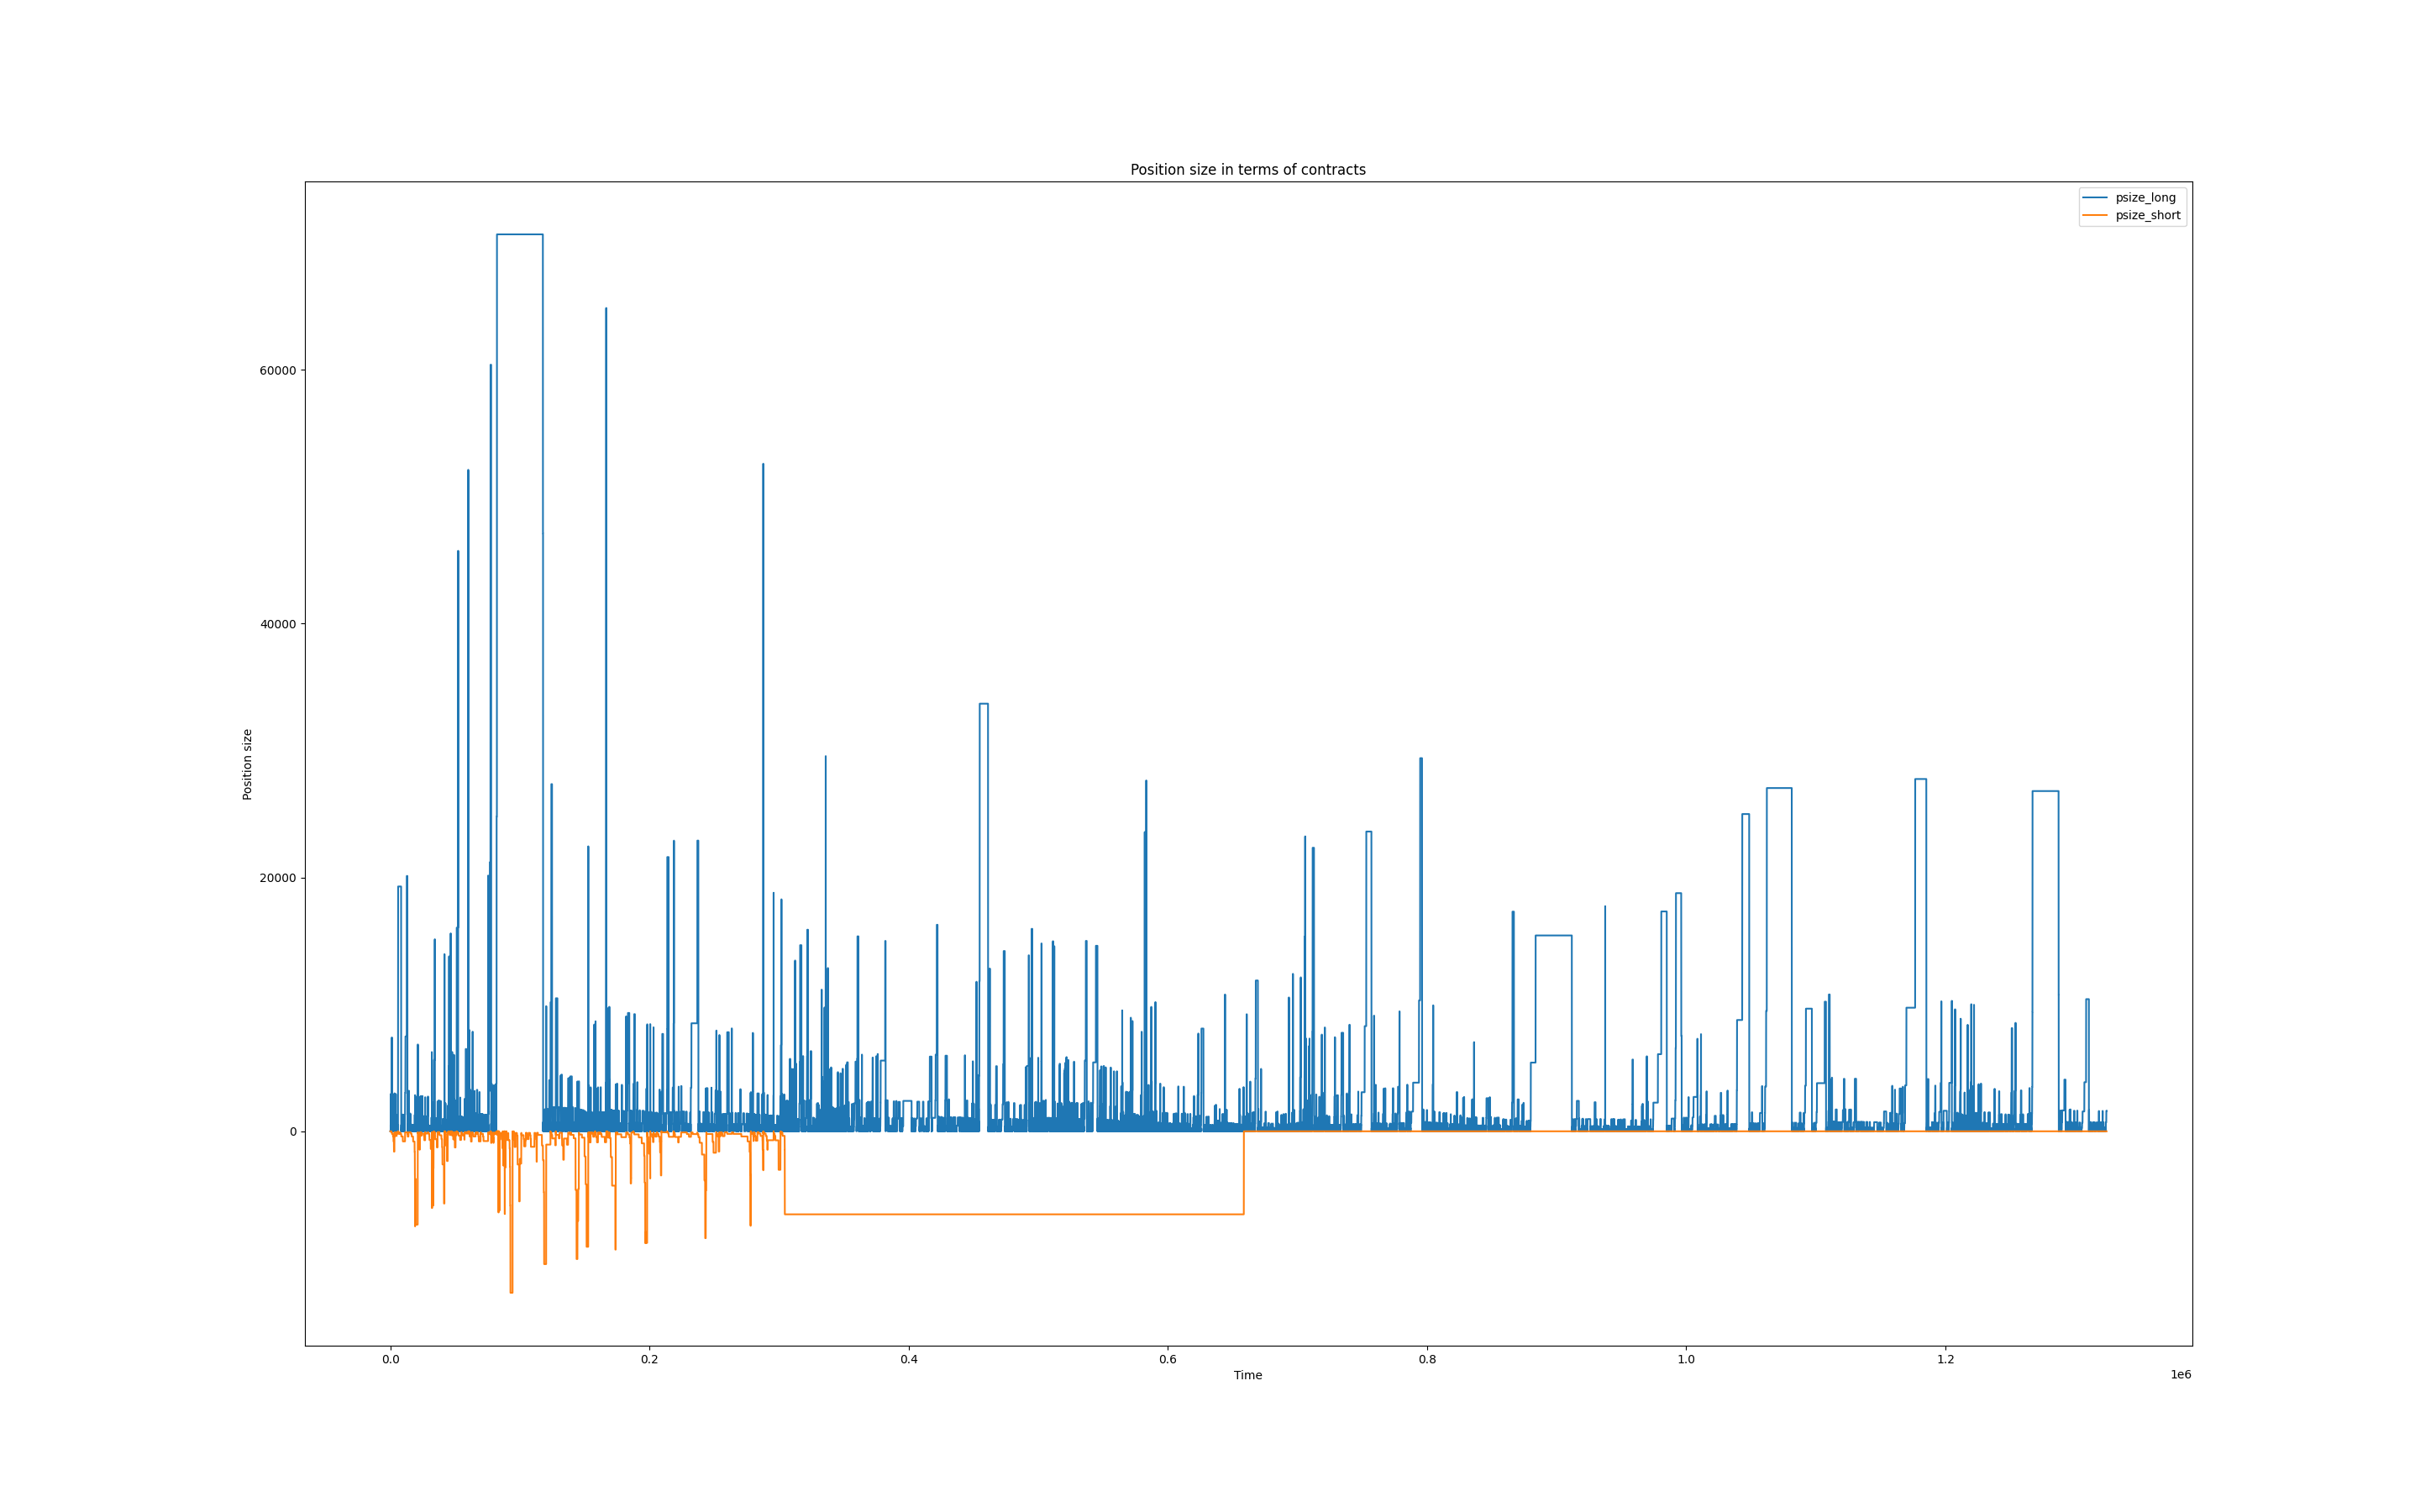 Position size in terms of contracts
psize_long
psize_short
Position size
60000
40000
20000
0
0.0 0.2 0.4 0.6 0.8 1.0 1.2
Time
1e6